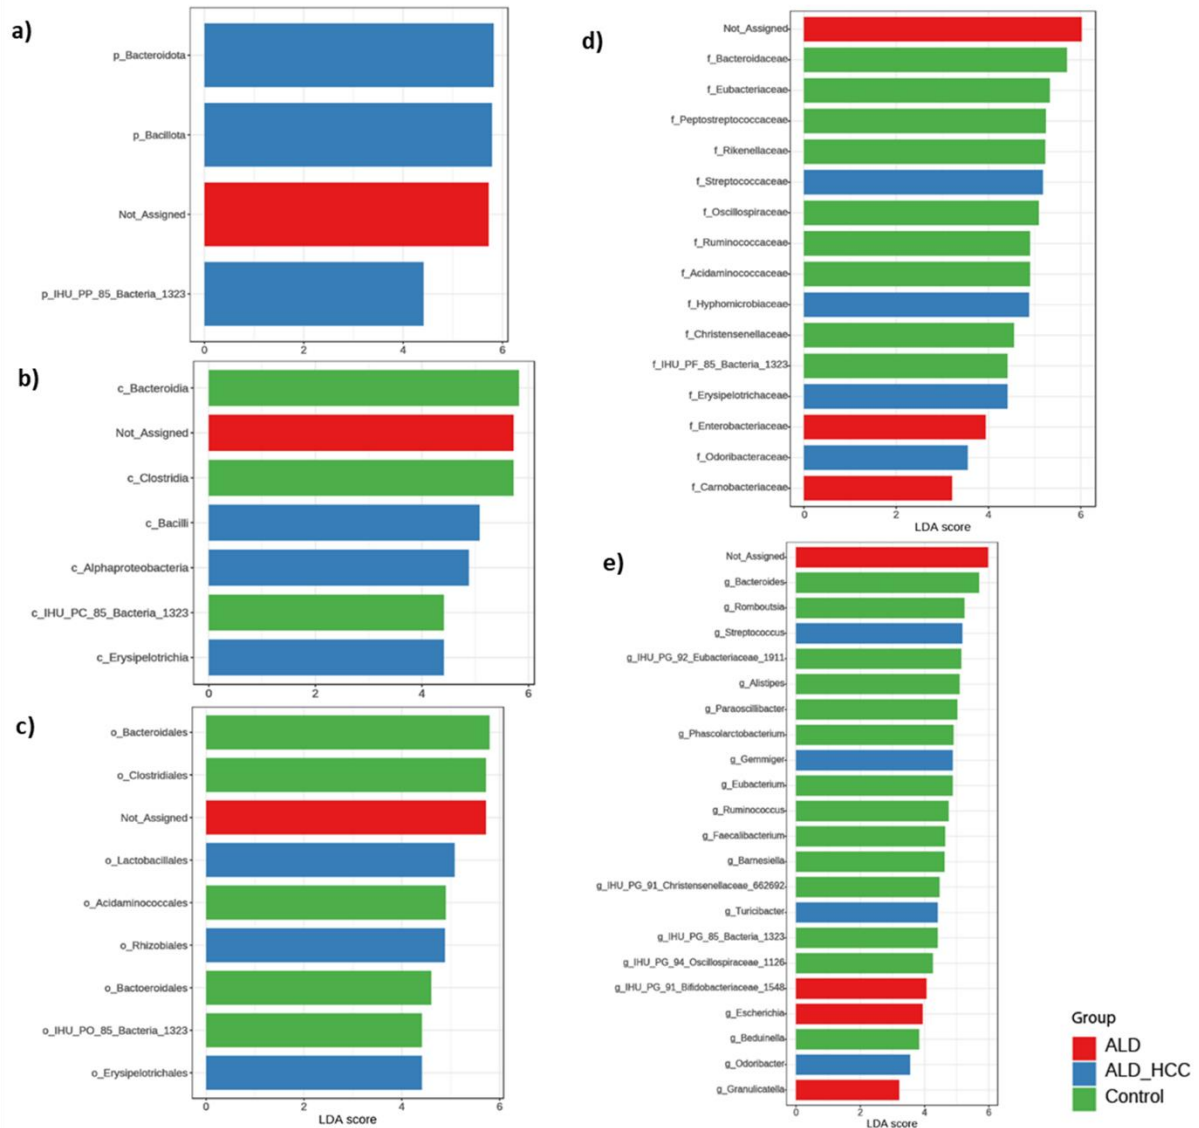 a)
p_Bacteroidota
p_Bacillota
Not_Assigned
p_IHU_PP_85_Bacteria_1323
0 2 4 6
b)
c_Bacteroidia
Not_Assigned
c_Clostridia
c_Bacilli
c_Alphaproteobacteria
c_IHU_PC_85_Bacteria_1323
c_Erysipelotrichia
0 2 4 6
c)
o_Bacteroidales
o_Clostridiales
Not_Assigned
o_Lactobacillales
o_Acidaminococcales
o_Rhizobiales
o_Bactoeroidales
o_IHU_PO_85_Bacteria_1323
o_Erysipelotrichales
0 2 4 6
LDA score
d)
Not_Assigned
f_Bacteroidaceae
f_Eubacteriaceae
f_Peptostreptococcaceae
f_Rikenellaceae
f_Streptococcaceae
f_Oscillospiraceae
f_Ruminococcaceae
f_Acidaminococcaceae
f_Hyphomicrobiaceae
f_Christensenellaceae
f_IHU_PF_85_Bacteria_1323
f_Erysipelotrichaceae
f_Enterobacteriaceae
f_Odoribacteraceae
f_Carnobacteriaceae
0 2 4 6
LDA score
e)
Not_Assigned
g_Bacteroides
g_Romboutsia
g_Streptococcus
g_IHU_PG_92_Eubacteriaceae_1911
g_Alistipes
g_Paraoscillibacter
g_Phascolarctobacterium
g_Gemmiger
g_Eubacterium
g_Ruminococcus
g_Faecalibacterium
g_Barnesiella
g_IHU_PG_91_Christensenellaceae_662692
g_Turicibacter
g_IHU_PG_85_Bacteria_1323
g_IHU_PG_94_Oscillospiraceae_1126
g_IHU_PG_91_Bifidobacteriaceae_1548
g_Escherichia
g_Beduinella
g_Odoribacter
g_Granulicatella
0 2 4 6
LDA score
Group
ALD
ALD_HCC
Control